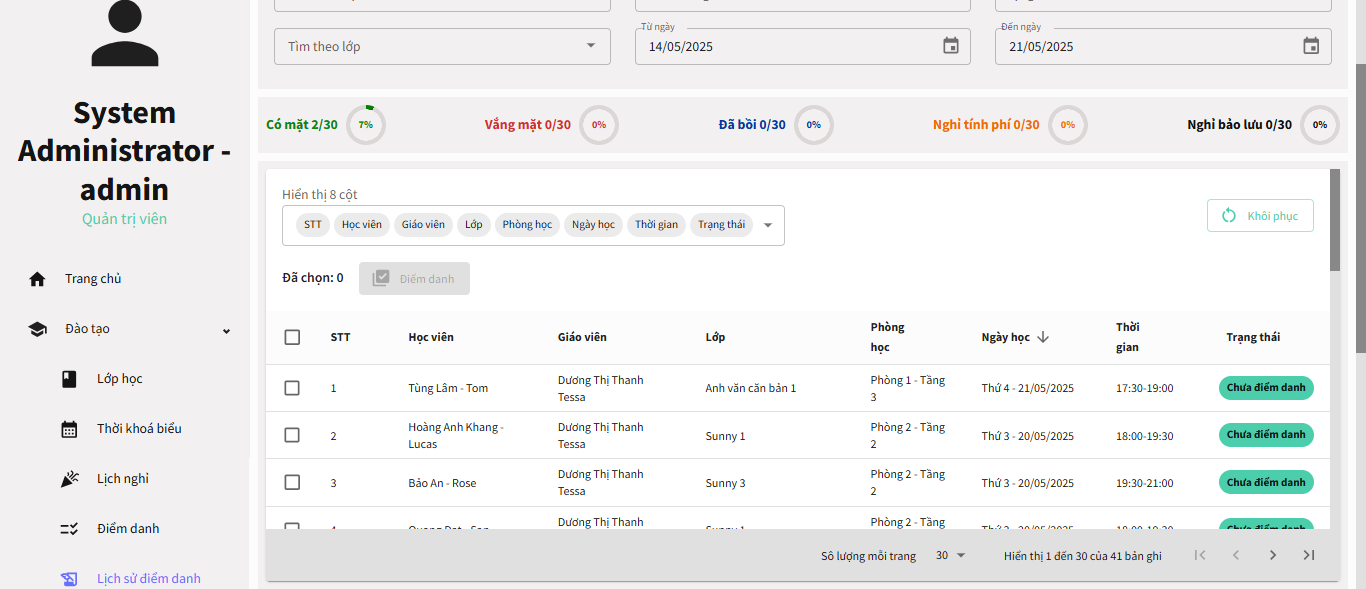 System
Administrator -
admin
Quản trị viên
Trang chủ
Đào tạo
Lớp học
Thời khoá biểu
Lịch nghỉ
Điểm danh
Lịch sử điểm danh
Tìm theo lớp
Từ ngày
14/05/2025
Đến ngày
21/05/2025
Có mặt 2/30 7%
Vắng mặt 0/30 0%
Đã bồi 0/30 0%
Nghỉ tính phí 0/30 0%
Nghỉ bảo lưu 0/30 0%
Hiển thị 8 cột
STT Học viên Giáo viên Lớp Phòng học Ngày học Thời gian Trạng thái
Khôi phục
Đã chọn: 0 Điểm danh
STT Học viên Giáo viên Lớp Phòng học Ngày học Thời gian Trạng thái
1 Tùng Lâm - Tom Dương Thị Thanh Tessa Anh văn căn bản 1 Phòng 1 - Tầng 3 Thứ 4 - 21/05/2025 17:30-19:00 Chưa điểm danh
2 Hoàng Anh Khang - Lucas Dương Thị Thanh Tessa Sunny 1 Phòng 2 - Tầng 2 Thứ 3 - 20/05/2025 18:00-19:30 Chưa điểm danh
3 Bảo An - Rose Dương Thị Thanh Tessa Sunny 3 Phòng 2 - Tầng 2 Thứ 3 - 20/05/2025 19:30-21:00 Chưa điểm danh
Dương Thị Thanh Phòng 2 - Tầng
Số lượng mỗi trang 30 Hiển thị 1 đến 30 của 41 bản ghi